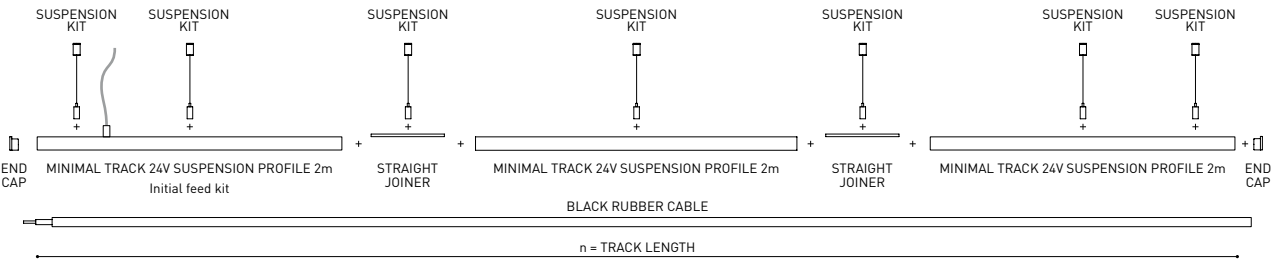 SUSPENSION
KIT
SUSPENSION
KIT
SUSPENSION
KIT
SUSPENSION
KIT
SUSPENSION
KIT
SUSPENSION
KIT
SUSPENSION
KIT
+ + + + + + +
+ + + + +
END
CAP
MINIMAL TRACK 24V SUSPENSION PROFILE 2m
Initial feed kit
STRAIGHT
JOINER
MINIMAL TRACK 24V SUSPENSION PROFILE 2m
STRAIGHT
JOINER
MINIMAL TRACK 24V SUSPENSION PROFILE 2m
END
CAP
BLACK RUBBER CABLE
n = TRACK LENGTH